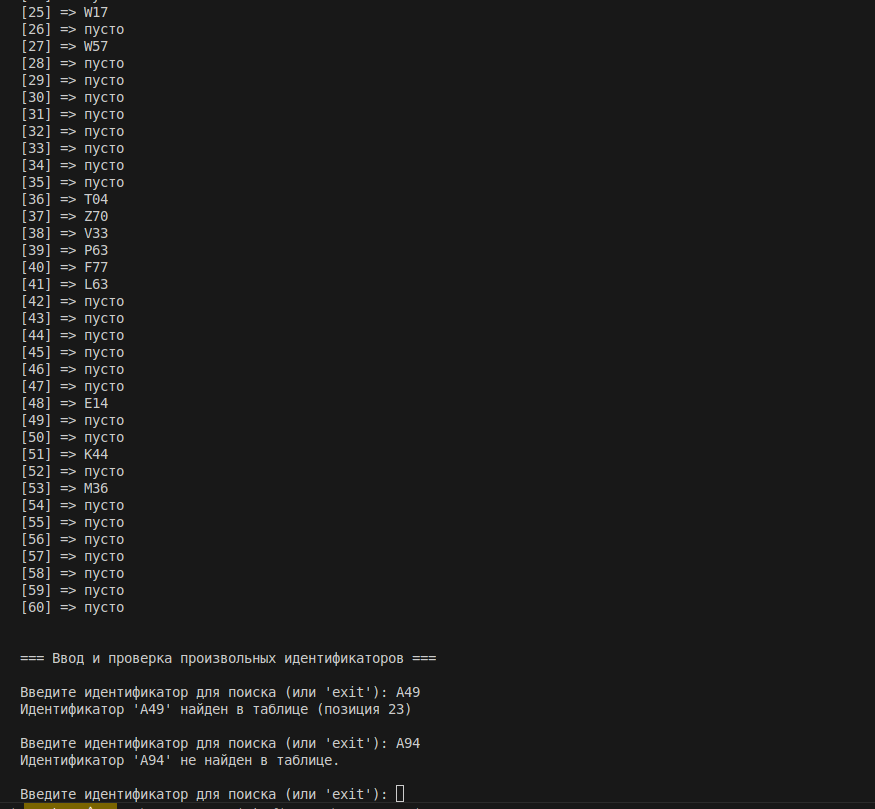 [25] => W17
[26] => пусто
[27] => W57
[28] => пусто
[29] => пусто
[30] => пусто
[31] => пусто
[32] => пусто
[33] => пусто
[34] => пусто
[35] => пусто
[36] => T04
[37] => Z70
[38] => V33
[39] => P63
[40] => F77
[41] => L63
[42] => пусто
[43] => пусто
[44] => пусто
[45] => пусто
[46] => пусто
[47] => пусто
[48] => E14
[49] => пусто
[50] => пусто
[51] => K44
[52] => пусто
[53] => M36
[54] => пусто
[55] => пусто
[56] => пусто
[57] => пусто
[58] => пусто
[59] => пусто
[60] => пусто
=== Ввод и проверка произвольных идентификаторов ===
Введите идентификатор для поиска (или 'exit'): A49
Идентификатор 'A49' найден в таблице (позиция 23)
Введите идентификатор для поиска (или 'exit'): A94
Идентификатор 'A94' не найден в таблице.
Введите идентификатор для поиска (или 'exit'):